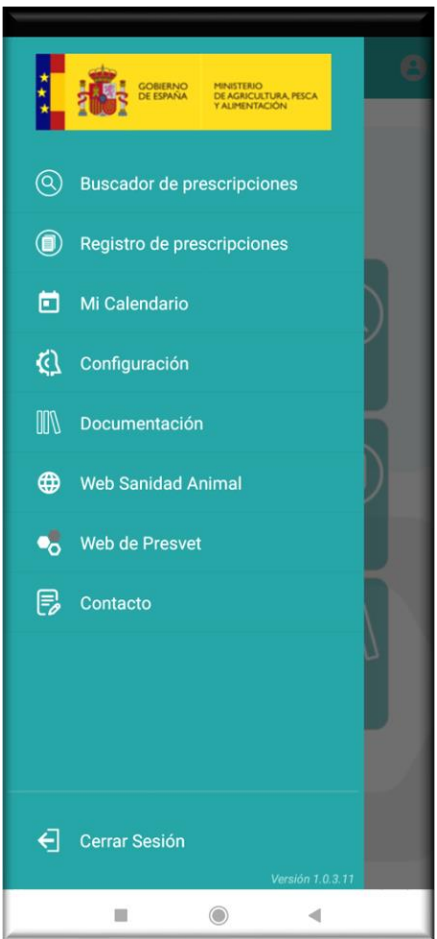 GOBIERNO
DE ESPAÑA
MINISTERIO
DE AGRICULTURA, PESCA
Y ALIMENTACIÓN
Buscador de prescripciones
Registro de prescripciones
Mi Calendario
Configuración
Documentación
Web Sanidad Animal
Web de Presvet
Contacto
Cerrar Sesión
Versión 1.0.3.11